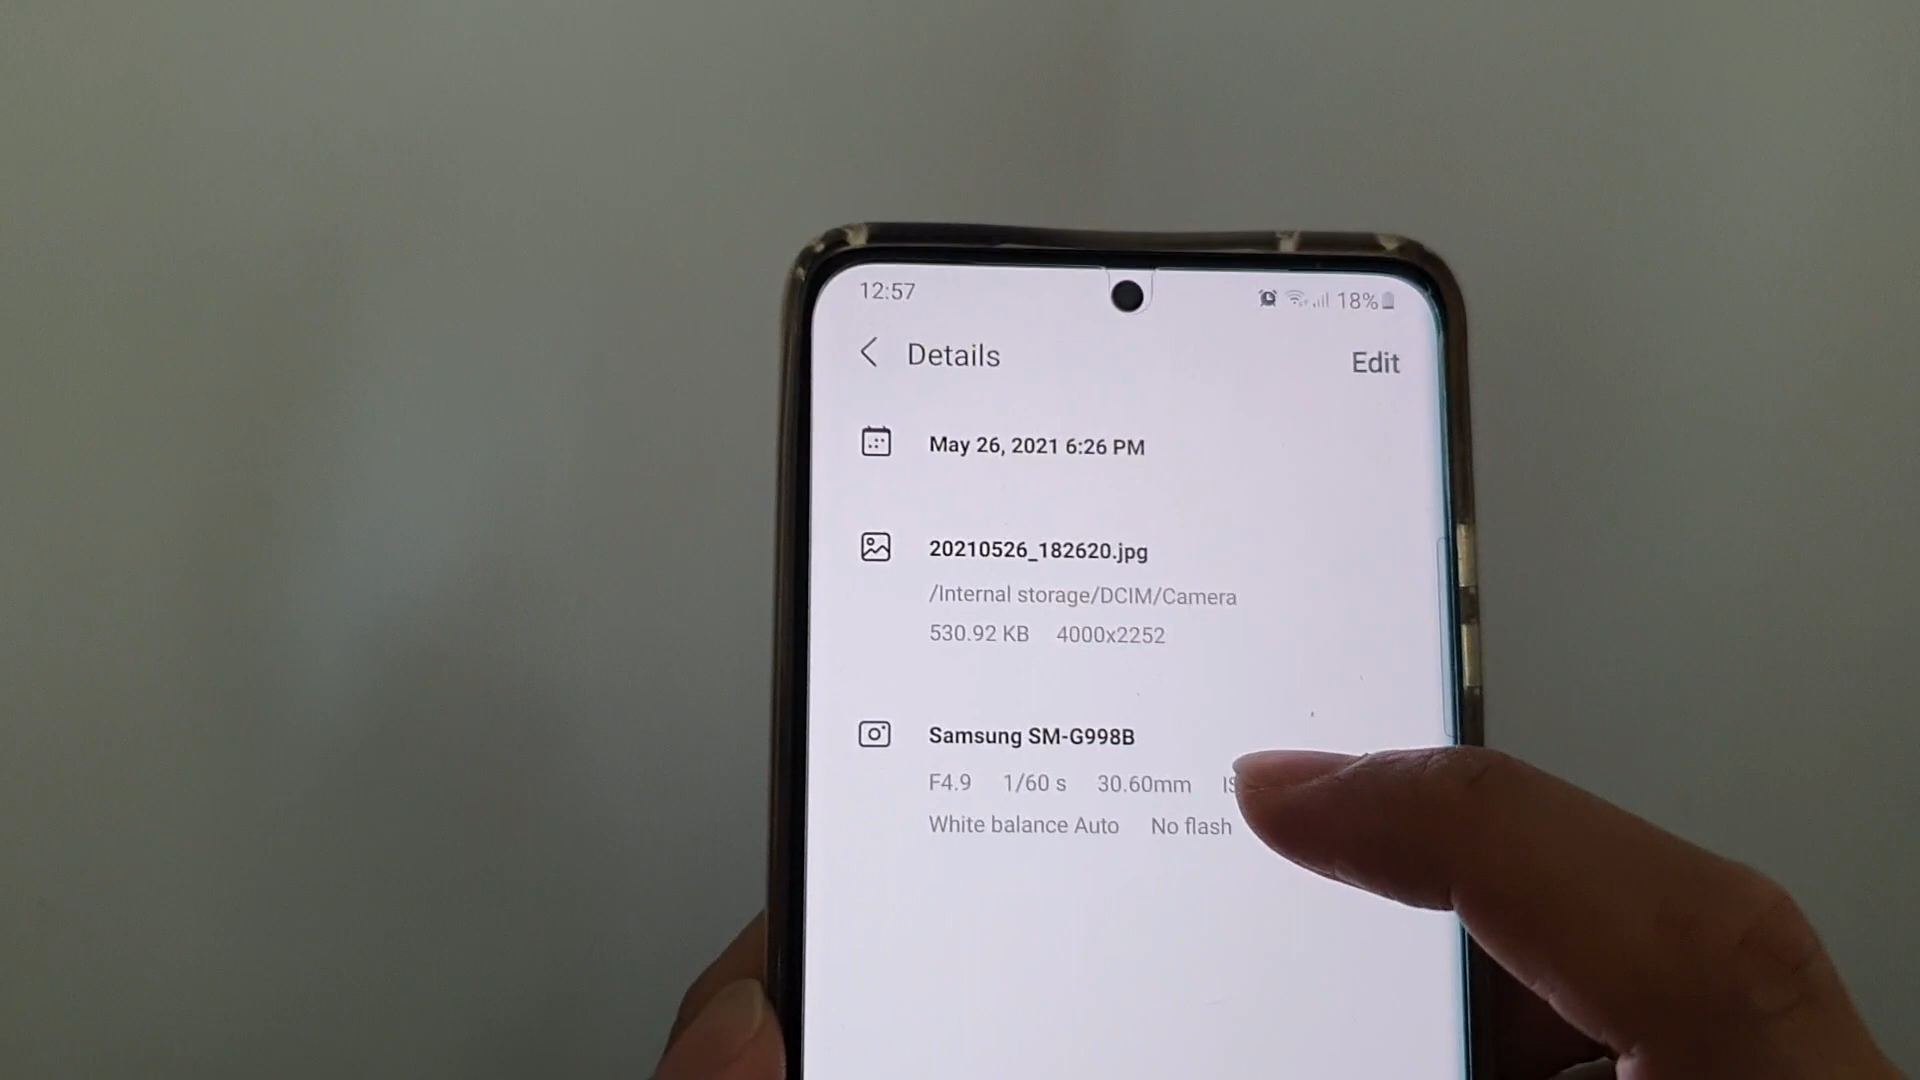 12:57 18%
Details Edit
May 26, 2021 6:26 PM
20210526_182620.jpg
/Internal storage/DCIM/Camera
530.92 KB 4000x2252
Samsung SM-G998B
F4.9 1/60 s 30.60mm
White balance Auto No flash